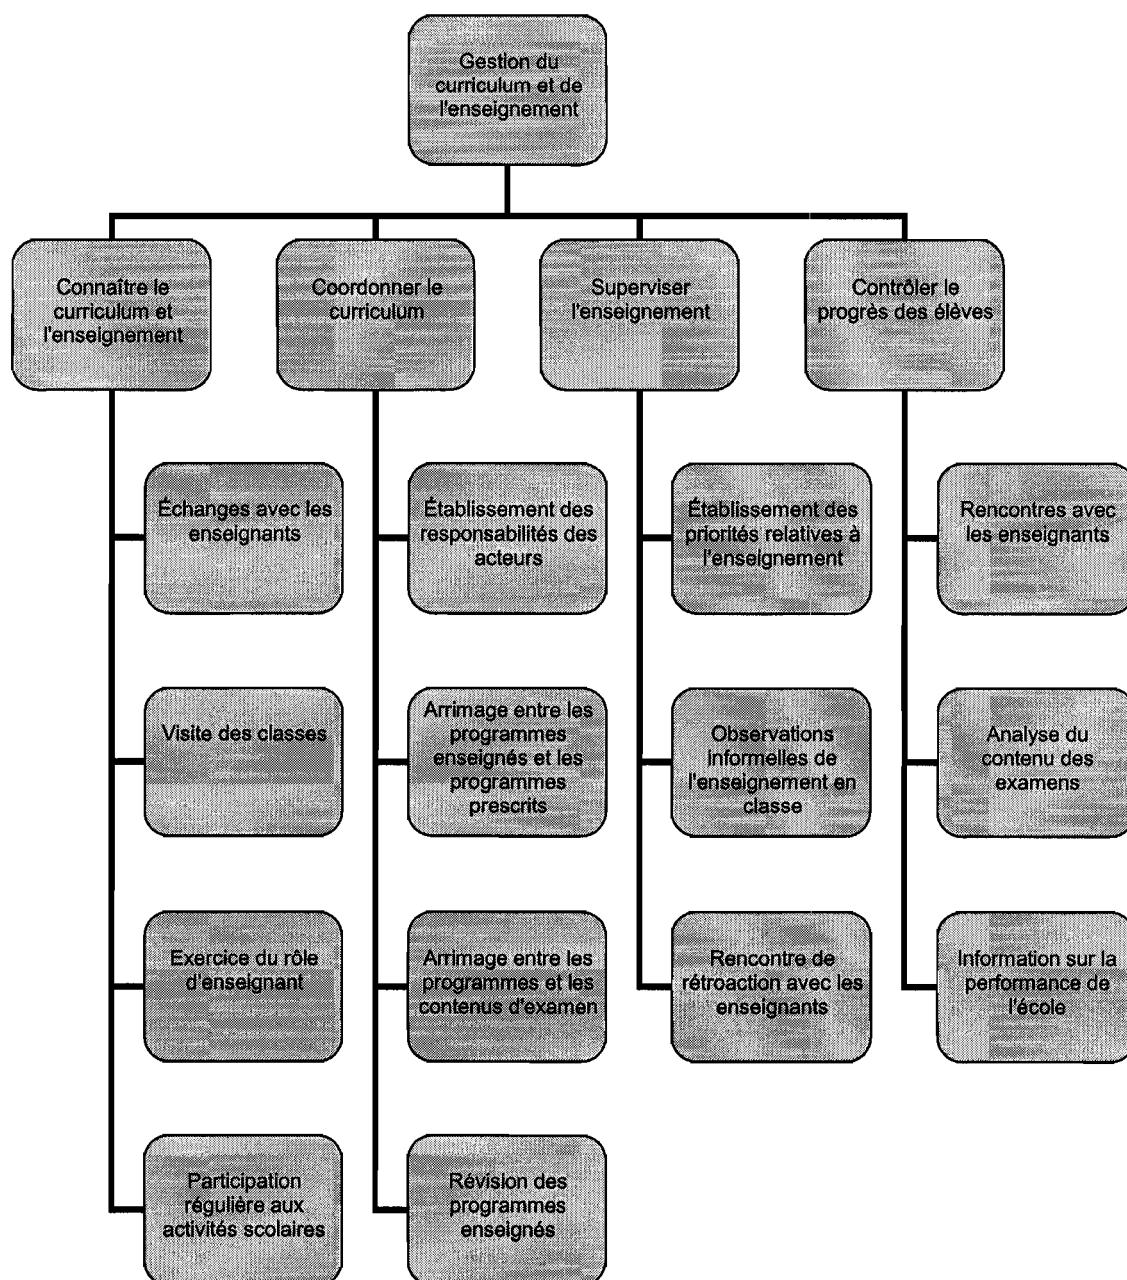 Gestion du
curriculum et de
l'enseignement
Connaître le
curriculum et
l'enseignement
Coordonner le
curriculum
Superviser
l'enseignement
Contrôler le
progrès des élèves
Échanges avec les
enseignants
Établissement des
responsabilités des
acteurs
Établissement des
priorités relatives à
l'enseignement
Rencontres avec
les enseignants
Visite des classes
Arrimage entre les
programmes
enseignés et les
programmes
prescrits
Observations
informelles de
l'enseignement en
classe
Analyse du
contenu des
examens
Exercice du rôle
d'enseignant
Arrimage entre les
programmes et les
contenus d'examen
Rencontre de
rétroaction avec les
enseignants
Information sur la
performance de
l'école
Participation
régulière aux
activités scolaires
Révision des
programmes
enseignés